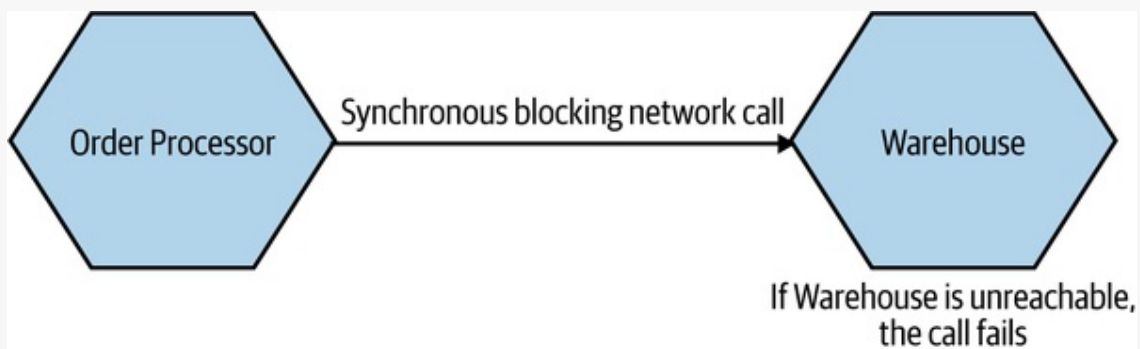 Synchronous blocking network call
Order Processor
Warehouse
If Warehouse is unreachable,
the call fails